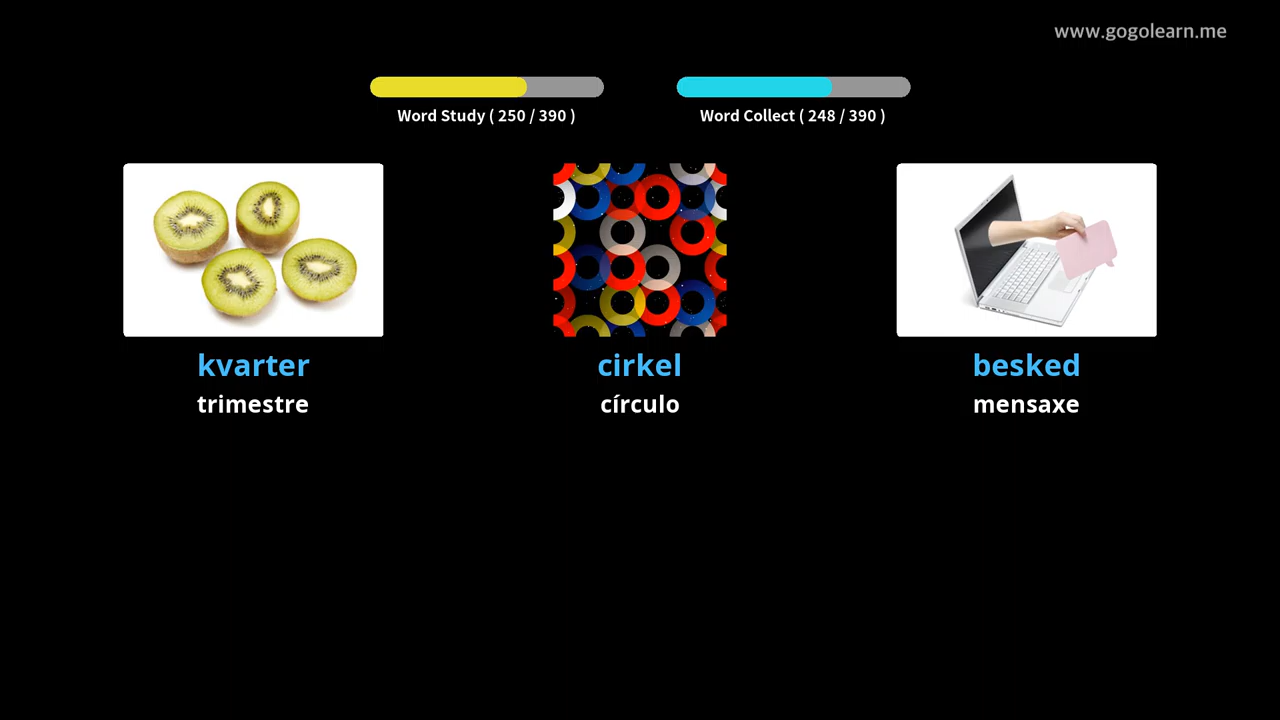 www.gogolearn.me
Word Study ( 250 / 390 )
Word Collect ( 248 / 390 )
kvarter
trimestre
cirkel
círculo
besked
mensaxe